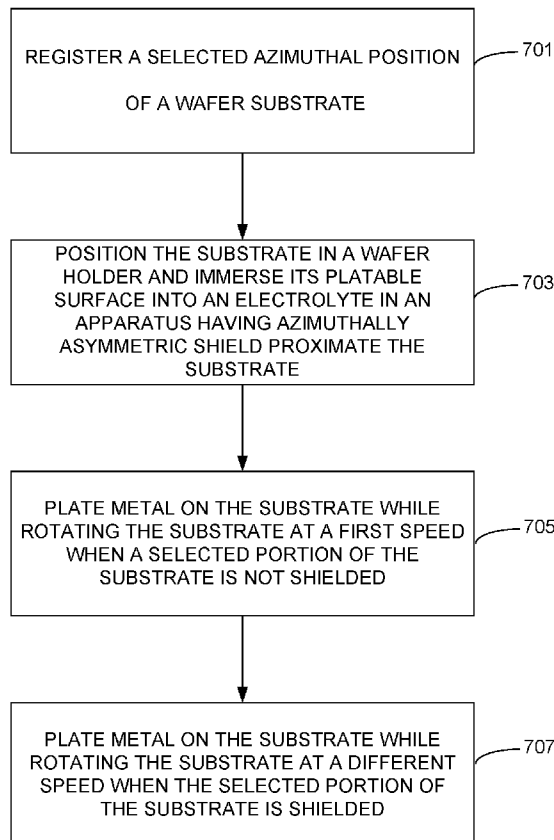 REGISTER A SELECTED AZIMUTHAL POSITION
OF A WAFER SUBSTRATE
701
POSITION THE SUBSTRATE IN A WAFER
HOLDER AND IMMERSE ITS PLATABLE
SURFACE INTO AN ELECTROLYTE IN AN
APPARATUS HAVING AZIMUTHALLY
ASYMMETRIC SHIELD PROXIMATE THE
SUBSTRATE
703
PLATE METAL ON THE SUBSTRATE WHILE
ROTATING THE SUBSTRATE AT A FIRST SPEED
WHEN A SELECTED PORTION OF THE
SUBSTRATE IS NOT SHIELDED
705
PLATE METAL ON THE SUBSTRATE WHILE
ROTATING THE SUBSTRATE AT A DIFFERENT
SPEED WHEN THE SELECTED PORTION OF
THE SUBSTRATE IS SHIELDED
707